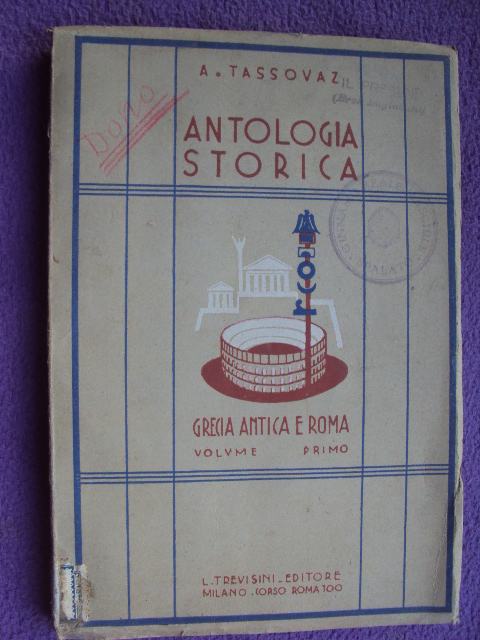 A. TASSOVAZ
Dono
ANTOLOGIA
STORICA
GRECIA ANTICA E ROMA
VOLVME PRIMO
L. TREVISINI - EDITORE
MILANO . CORSO ROMA 100